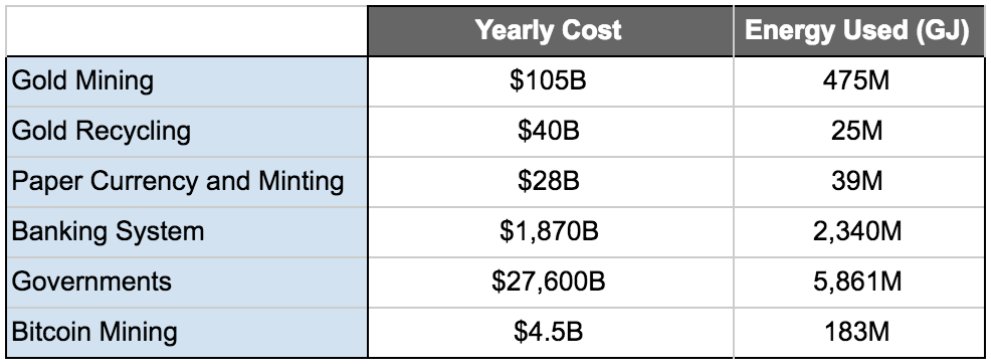 Yearly Cost Energy Used (GJ)
Gold Mining $105B 475M
Gold Recycling $40B 25M
Paper Currency and Minting $28B 39M
Banking System $1,870B 2,340M
Governments $27,600B 5,861M
Bitcoin Mining $4.5B 183M